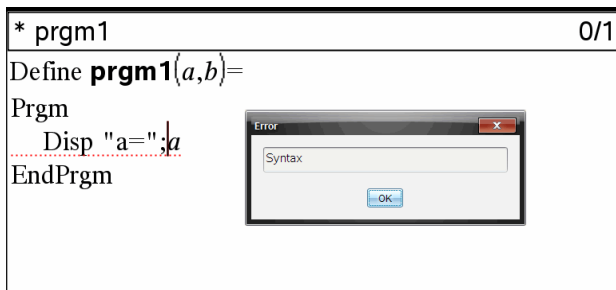 * prgm1 0/1
Define prgm1(a,b)=
Prgm
Disp "a=";a
EndPrgm
Error
x
Syntax
OK